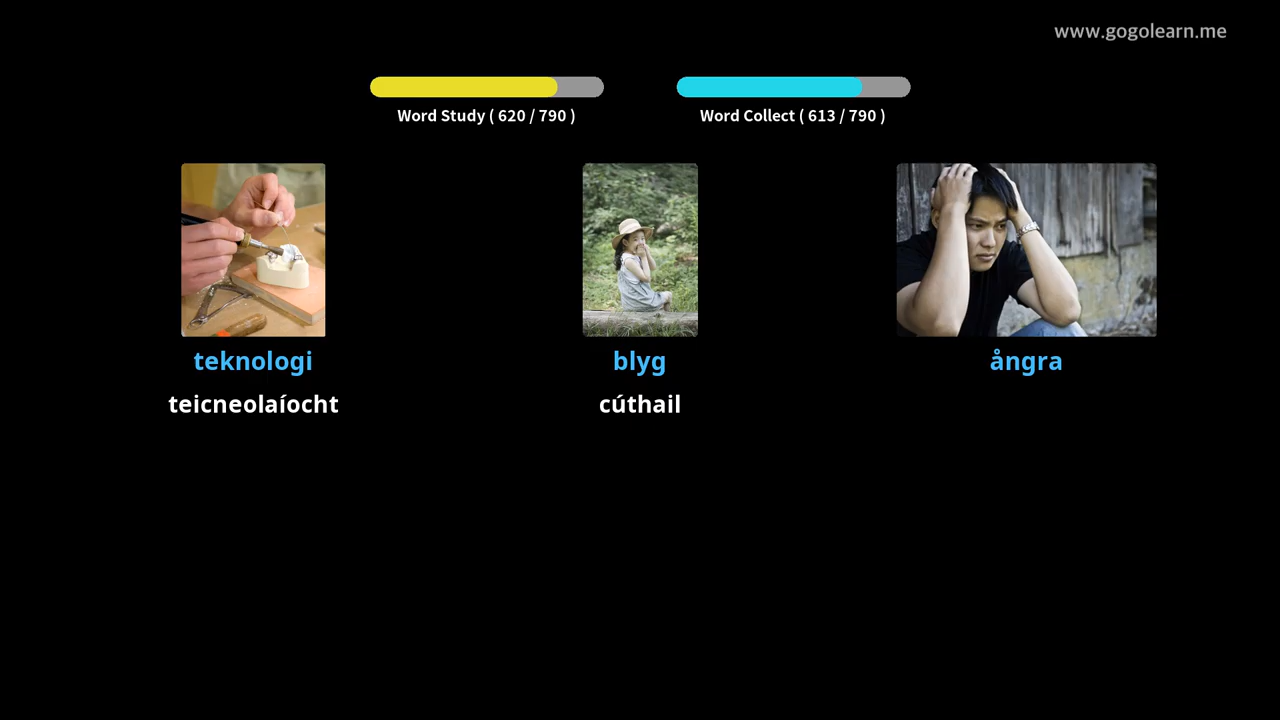 www.gogolearn.me
Word Study ( 620 / 790 )
Word Collect ( 613 / 790 )
teknologi
blyg
ångra
teicneolaíocht
cúthail